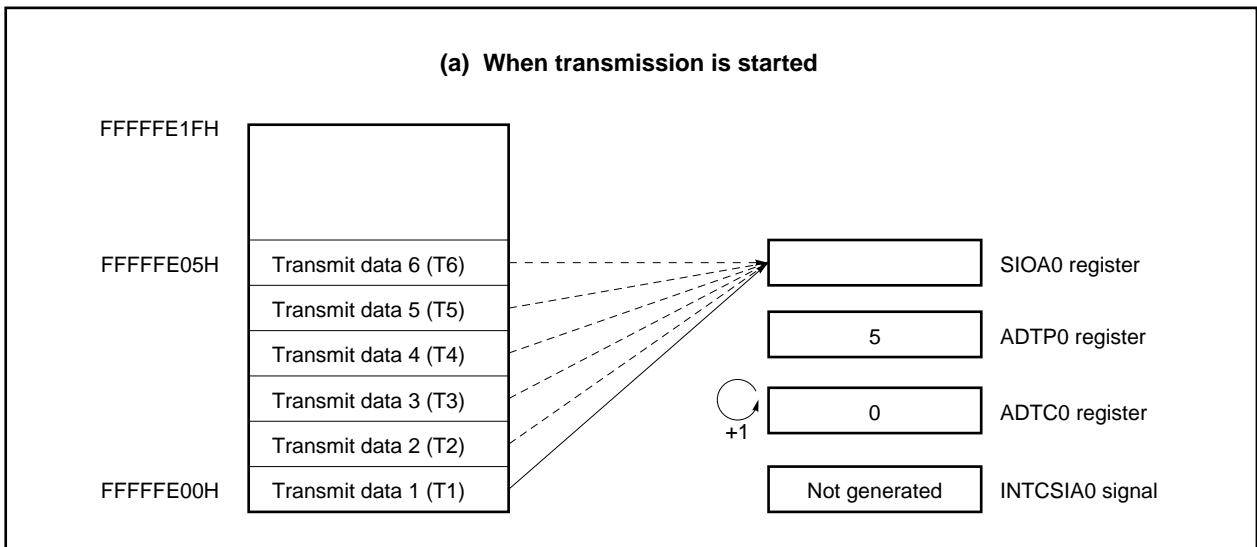 (a) When transmission is started
FFFFFE1FH
FFFFFE05H Transmit data 6 (T6) SIOA0 register
Transmit data 5 (T5) 5 ADTP0 register
Transmit data 4 (T4)
Transmit data 3 (T3) 0 ADTC0 register
+1
Transmit data 2 (T2)
FFFFFE00H Transmit data 1 (T1) Not generated INTCSIA0 signal